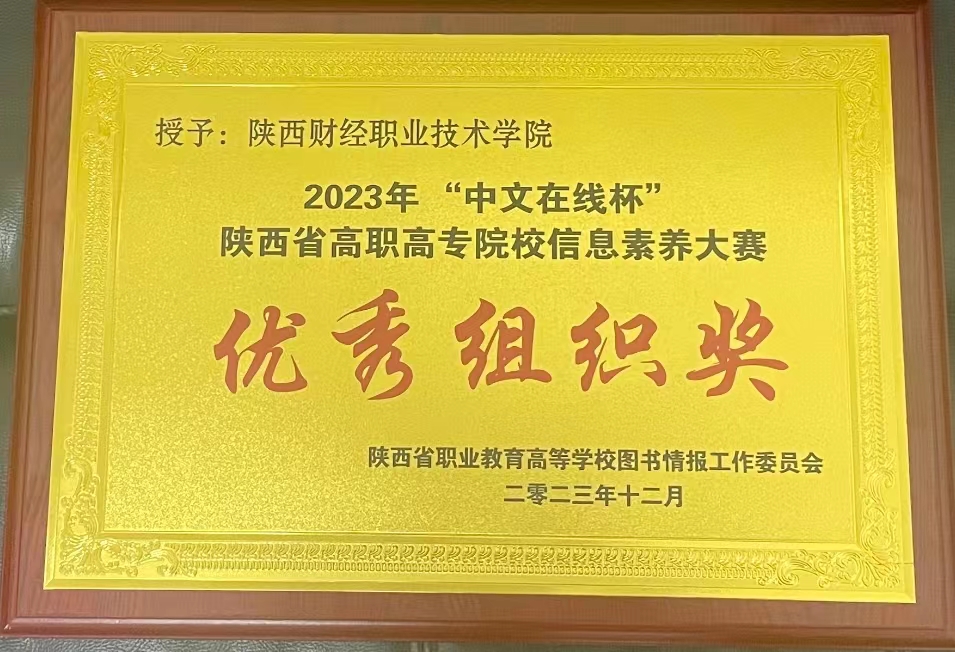 授予：陕西财经职业技术学院
2023年“中文在线杯”
陕西省高职高专院校信息素养大赛
优秀组织奖
陕西省职业教育高等学校图书情报工作委员会
二零二三年十二月